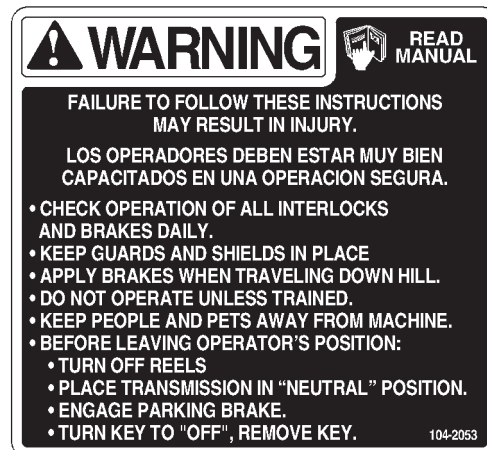 WARNING
READ
MANUAL
FAILURE TO FOLLOW THESE INSTRUCTIONS
MAY RESULT IN INJURY.
LOS OPERADORES DEBEN ESTAR MUY BIEN
CAPACITADOS EN UNA OPERACION SEGURA.
• CHECK OPERATION OF ALL INTERLOCKS
AND BRAKES DAILY.
• KEEP GUARDS AND SHIELDS IN PLACE
• APPLY BRAKES WHEN TRAVELING DOWN HILL.
• DO NOT OPERATE UNLESS TRAINED.
• KEEP PEOPLE AND PETS AWAY FROM MACHINE.
• BEFORE LEAVING OPERATOR'S POSITION:
• TURN OFF REELS
• PLACE TRANSMISSION IN “NEUTRAL” POSITION.
• ENGAGE PARKING BRAKE.
• TURN KEY TO "OFF", REMOVE KEY. 104-2053